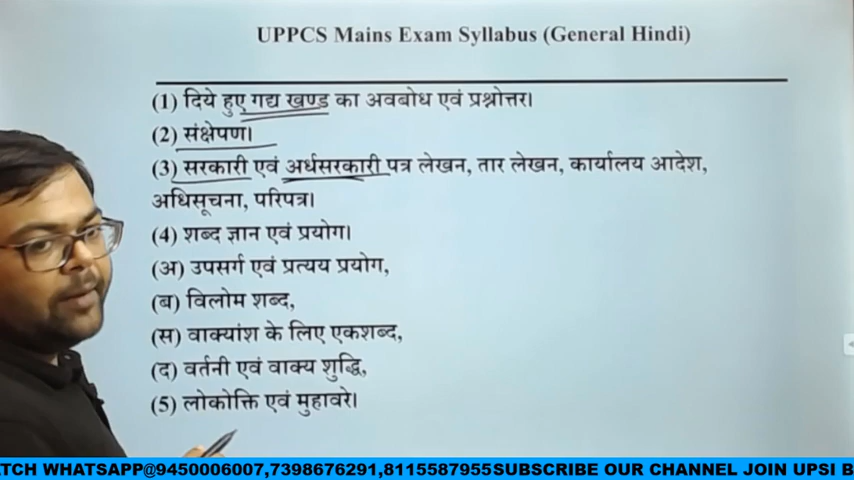 UPPCS Mains Exam Syllabus (General Hindi)
(1) दिये हुए गद्य खण्ड का अवबोध एवं प्रश्नोत्तर।
(2) संक्षेपण।
(3) सरकारी एवं अर्धसरकारी पत्र लेखन, तार लेखन, कार्यालय आदेश,
अधिसूचना, परिपत्र।
(4) शब्द ज्ञान एवं प्रयोग।
(अ) उपसर्ग एवं प्रत्यय प्रयोग,
(ब) विलोम शब्द,
(स) वाक्यांश के लिए एकशब्द,
(द) वर्तनी एवं वाक्य शुद्धि,
(5) लोकोक्ति एवं मुहावरे।
ATCH WHATSAPP@9450006007,7398676291,8115587955SUBSCRIBE OUR CHANNEL JOIN UPSI B